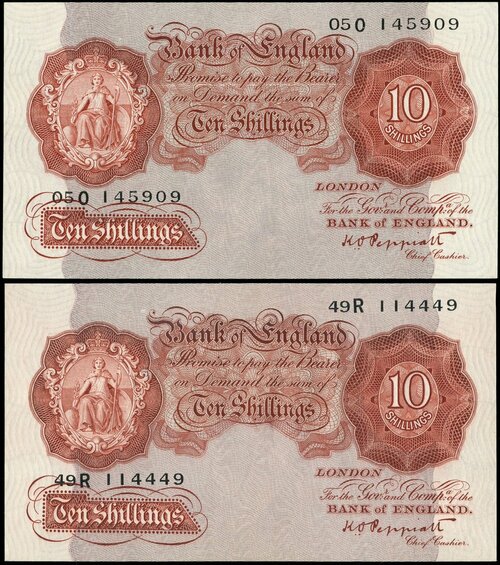 05O 145909
Bank of England
Promise to pay the Bearer
on Demand the sum of
Ten Shillings
10
SHILLINGS
LONDON
05O 145909
For the Govr. and Compa. of the
BANK OF ENGLAND.
Ten Shillings
K O Peppiatt
Chief Cashier.
49R 114449
Bank of England
Promise to pay the Bearer
on Demand the sum of
Ten Shillings
10
SHILLINGS
LONDON
49R 114449
For the Govr. and Compa. of the
BANK OF ENGLAND.
Ten Shillings
K O Peppiatt
Chief Cashier.